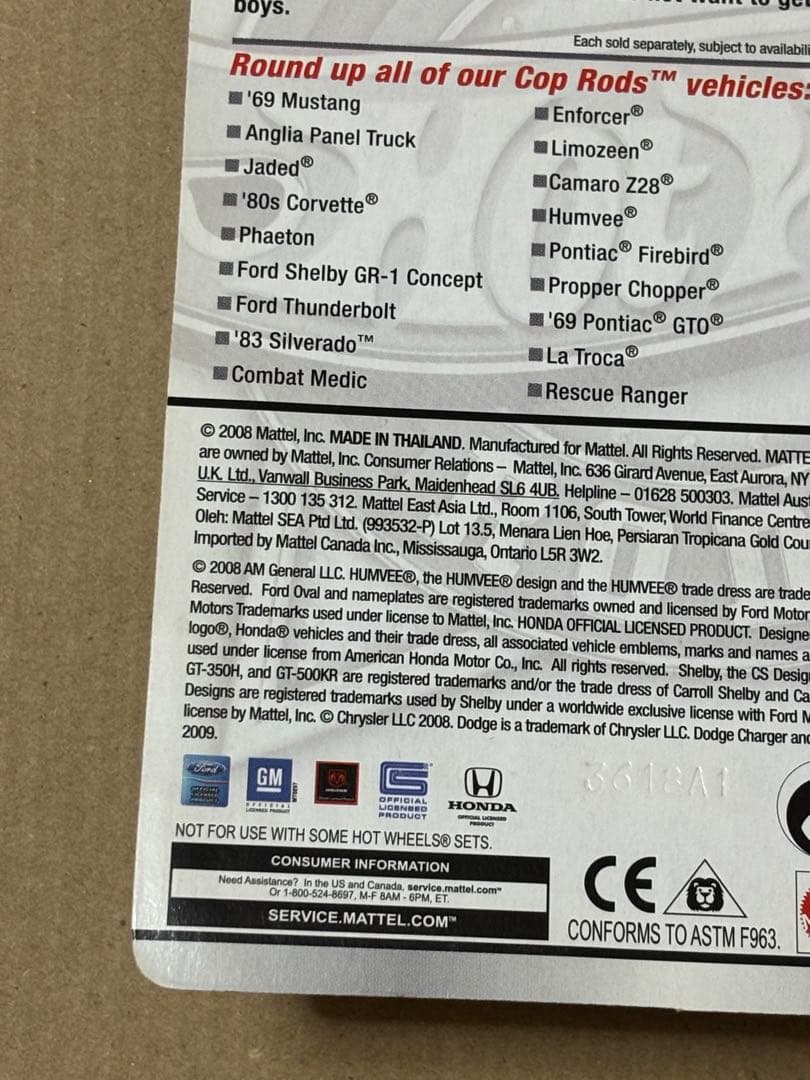 boys.
Each sold separately, subject to availabili
Round up all of our Cop Rods™ vehicles:
■ '69 Mustang
■ Anglia Panel Truck
■ Jaded®
■ '80s Corvette®
■ Phaeton
■ Ford Shelby GR-1 Concept
■ Ford Thunderbolt
■ '83 Silverado™
■ Combat Medic
■ Enforcer®
■ Limozeen®
■ Camaro Z28®
■ Humvee®
■ Pontiac® Firebird®
■ Propper Chopper®
■ '69 Pontiac® GTO®
■ La Troca®
■ Rescue Ranger
© 2008 Mattel, Inc. MADE IN THAILAND. Manufactured for Mattel. All Rights Reserved. MATTE
are owned by Mattel, Inc. Consumer Relations – Mattel, Inc. 636 Girard Avenue, East Aurora, NY
U.K. Ltd., Vanwall Business Park, Maidenhead SL6 4UB. Helpline – 01628 500303. Mattel Aust
Service – 1300 135 312. Mattel East Asia Ltd., Room 1106, South Tower, World Finance Centre
Oleh: Mattel SEA Ptd Ltd. (993532-P) Lot 13.5, Menara Lien Hoe, Persiaran Tropicana Gold Cou
Imported by Mattel Canada Inc., Mississauga, Ontario L5R 3W2.
© 2008 AM General LLC. HUMVEE®, the HUMVEE® design and the HUMVEE® trade dress are trade
Reserved. Ford Oval and nameplates are registered trademarks owned and licensed by Ford Motor
Motors Trademarks used under license to Mattel, Inc. HONDA OFFICIAL LICENSED PRODUCT. Designe
logo®, Honda® vehicles and their trade dress, all associated vehicle emblems, marks and names a
used under license from American Honda Motor Co., Inc. All rights reserved. Shelby, the CS Desig
GT-350H, and GT-500KR are registered trademarks and/or the trade dress of Carroll Shelby and Ca
Designs are registered trademarks used by Shelby under a worldwide exclusive license with Ford M
license by Mattel, Inc. © Chrysler LLC 2008. Dodge is a trademark of Chrysler LLC. Dodge Charger and
2009.
Ford
GM
OFFICIAL
LICENSED PRODUCT
OFFICIAL
LICENSED
PRODUCT
HONDA
OFFICIAL LICENSED
PRODUCT
NOT FOR USE WITH SOME HOT WHEELS® SETS.
CONSUMER INFORMATION
Need Assistance? In the US and Canada, service.mattel.com™
Or 1-800-524-8697, M-F 8AM - 6PM, ET.
SERVICE.MATTEL.COM™
CE
CONFORMS TO ASTM F963.